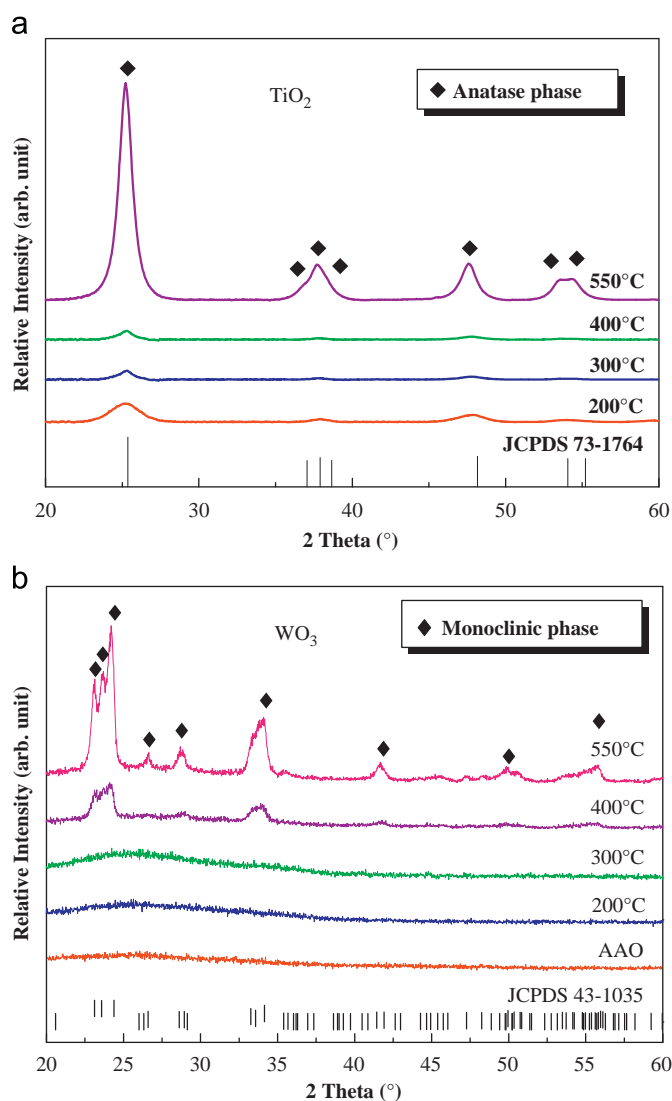 a
TiO₂
◆ Anatase phase
Relative Intensity (arb. unit)
550°C
400°C
300°C
200°C
JCPDS 73-1764
20 30 40 50 60
2 Theta (°)
b
WO₃
◆ Monoclinic phase
Relative Intensity (arb. unit)
550°C
400°C
300°C
200°C
AAO
JCPDS 43-1035
20 25 30 35 40 45 50 55 60
2 Theta (°)